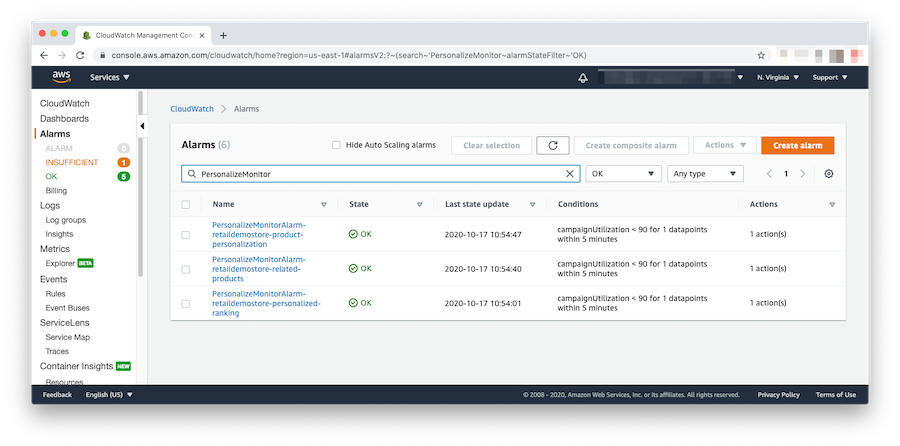 CloudWatch Management Con
console.aws.amazon.com/cloudwatch/home?region=us-east-1#alarmsV2:?~(search~'PersonalizeMonitor~alarmStateFilter~'OK)
aws Services N. Virginia Support
CloudWatch
Dashboards
Alarms
ALARM 0
INSUFFICIENT 1
OK 5
Billing
Logs
Log groups
Insights
Metrics
Explorer BETA
Events
Rules
Event Buses
ServiceLens
Service Map
Traces
Container Insights NEW
Resources
CloudWatch > Alarms
Alarms (6) Hide Auto Scaling alarms Clear selection Create composite alarm Actions Create alarm
PersonalizeMonitor OK Any type 1
Name State Last state update Conditions Actions
PersonalizeMonitorAlarm-
retaildemostore-product-
personalization
OK 2020-10-17 10:54:47
campaignUtilization < 90 for 1 datapoints
within 5 minutes
1 action(s)
PersonalizeMonitorAlarm-
retaildemostore-related-
products
OK 2020-10-17 10:54:40
campaignUtilization < 90 for 1 datapoints
within 5 minutes
1 action(s)
PersonalizeMonitorAlarm-
retaildemostore-personalized-
ranking
OK 2020-10-17 10:54:01
campaignUtilization < 90 for 1 datapoints
within 5 minutes
1 action(s)
Feedback English (US) © 2008 - 2020, Amazon Web Services, Inc. or its affiliates. All rights reserved. Privacy Policy Terms of Use